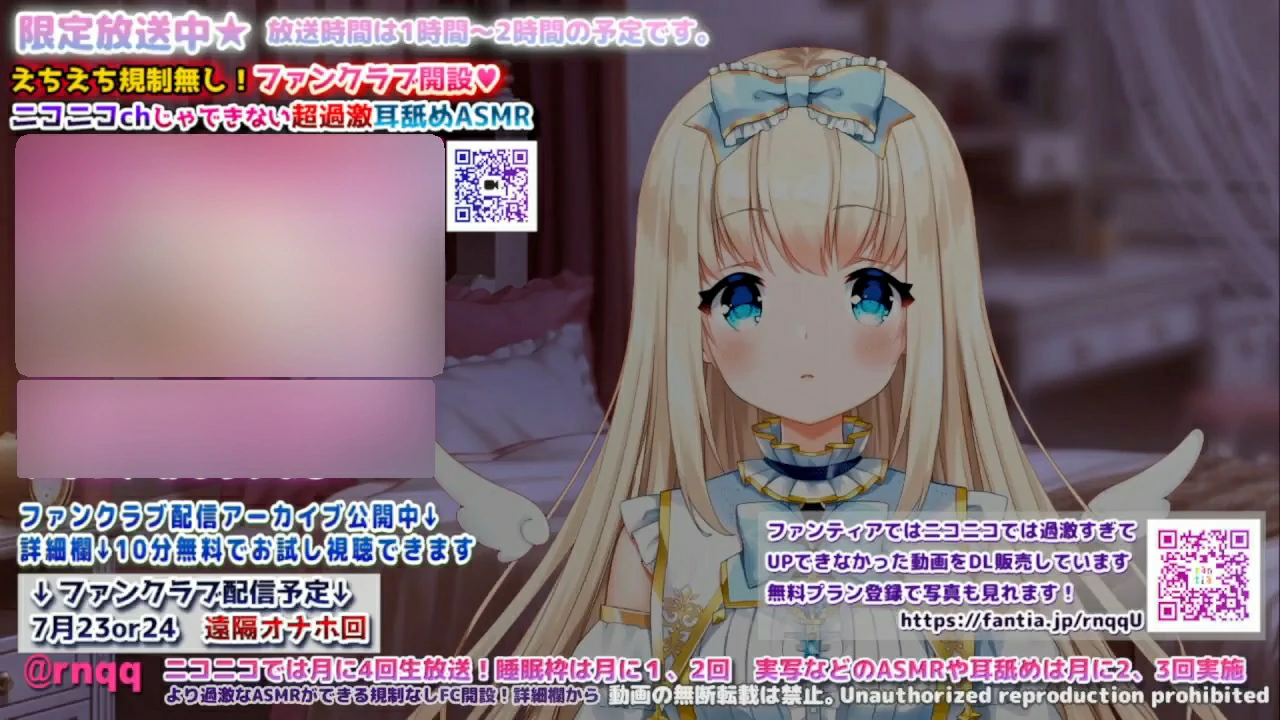 限定放送中★ 放送時間は1時間～2時間の予定です。
えちえち規制無し！ファンクラブ開設♥
ニコニコchじゃできない超過激耳舐めASMR
ファンクラブ配信アーカイブ公開中↓
詳細欄↓10分無料でお試し視聴できます
↓ファンクラブ配信予定↓
7月23or24 遠隔オナホ回
ファンティアではニコニコでは過激すぎて
UPできなかった動画をDL販売しています
無料プラン登録で写真も見れます！
https://fantia.jp/rnqqU
@rnqq ニコニコでは月に4回生放送！睡眠枠は月に１、2回 実写などのASMRや耳舐めは月に2、3回実施
より過激なASMRができる規制なしFC開設！詳細欄から 動画の無断転載は禁止。Unauthorized reproduction prohibited